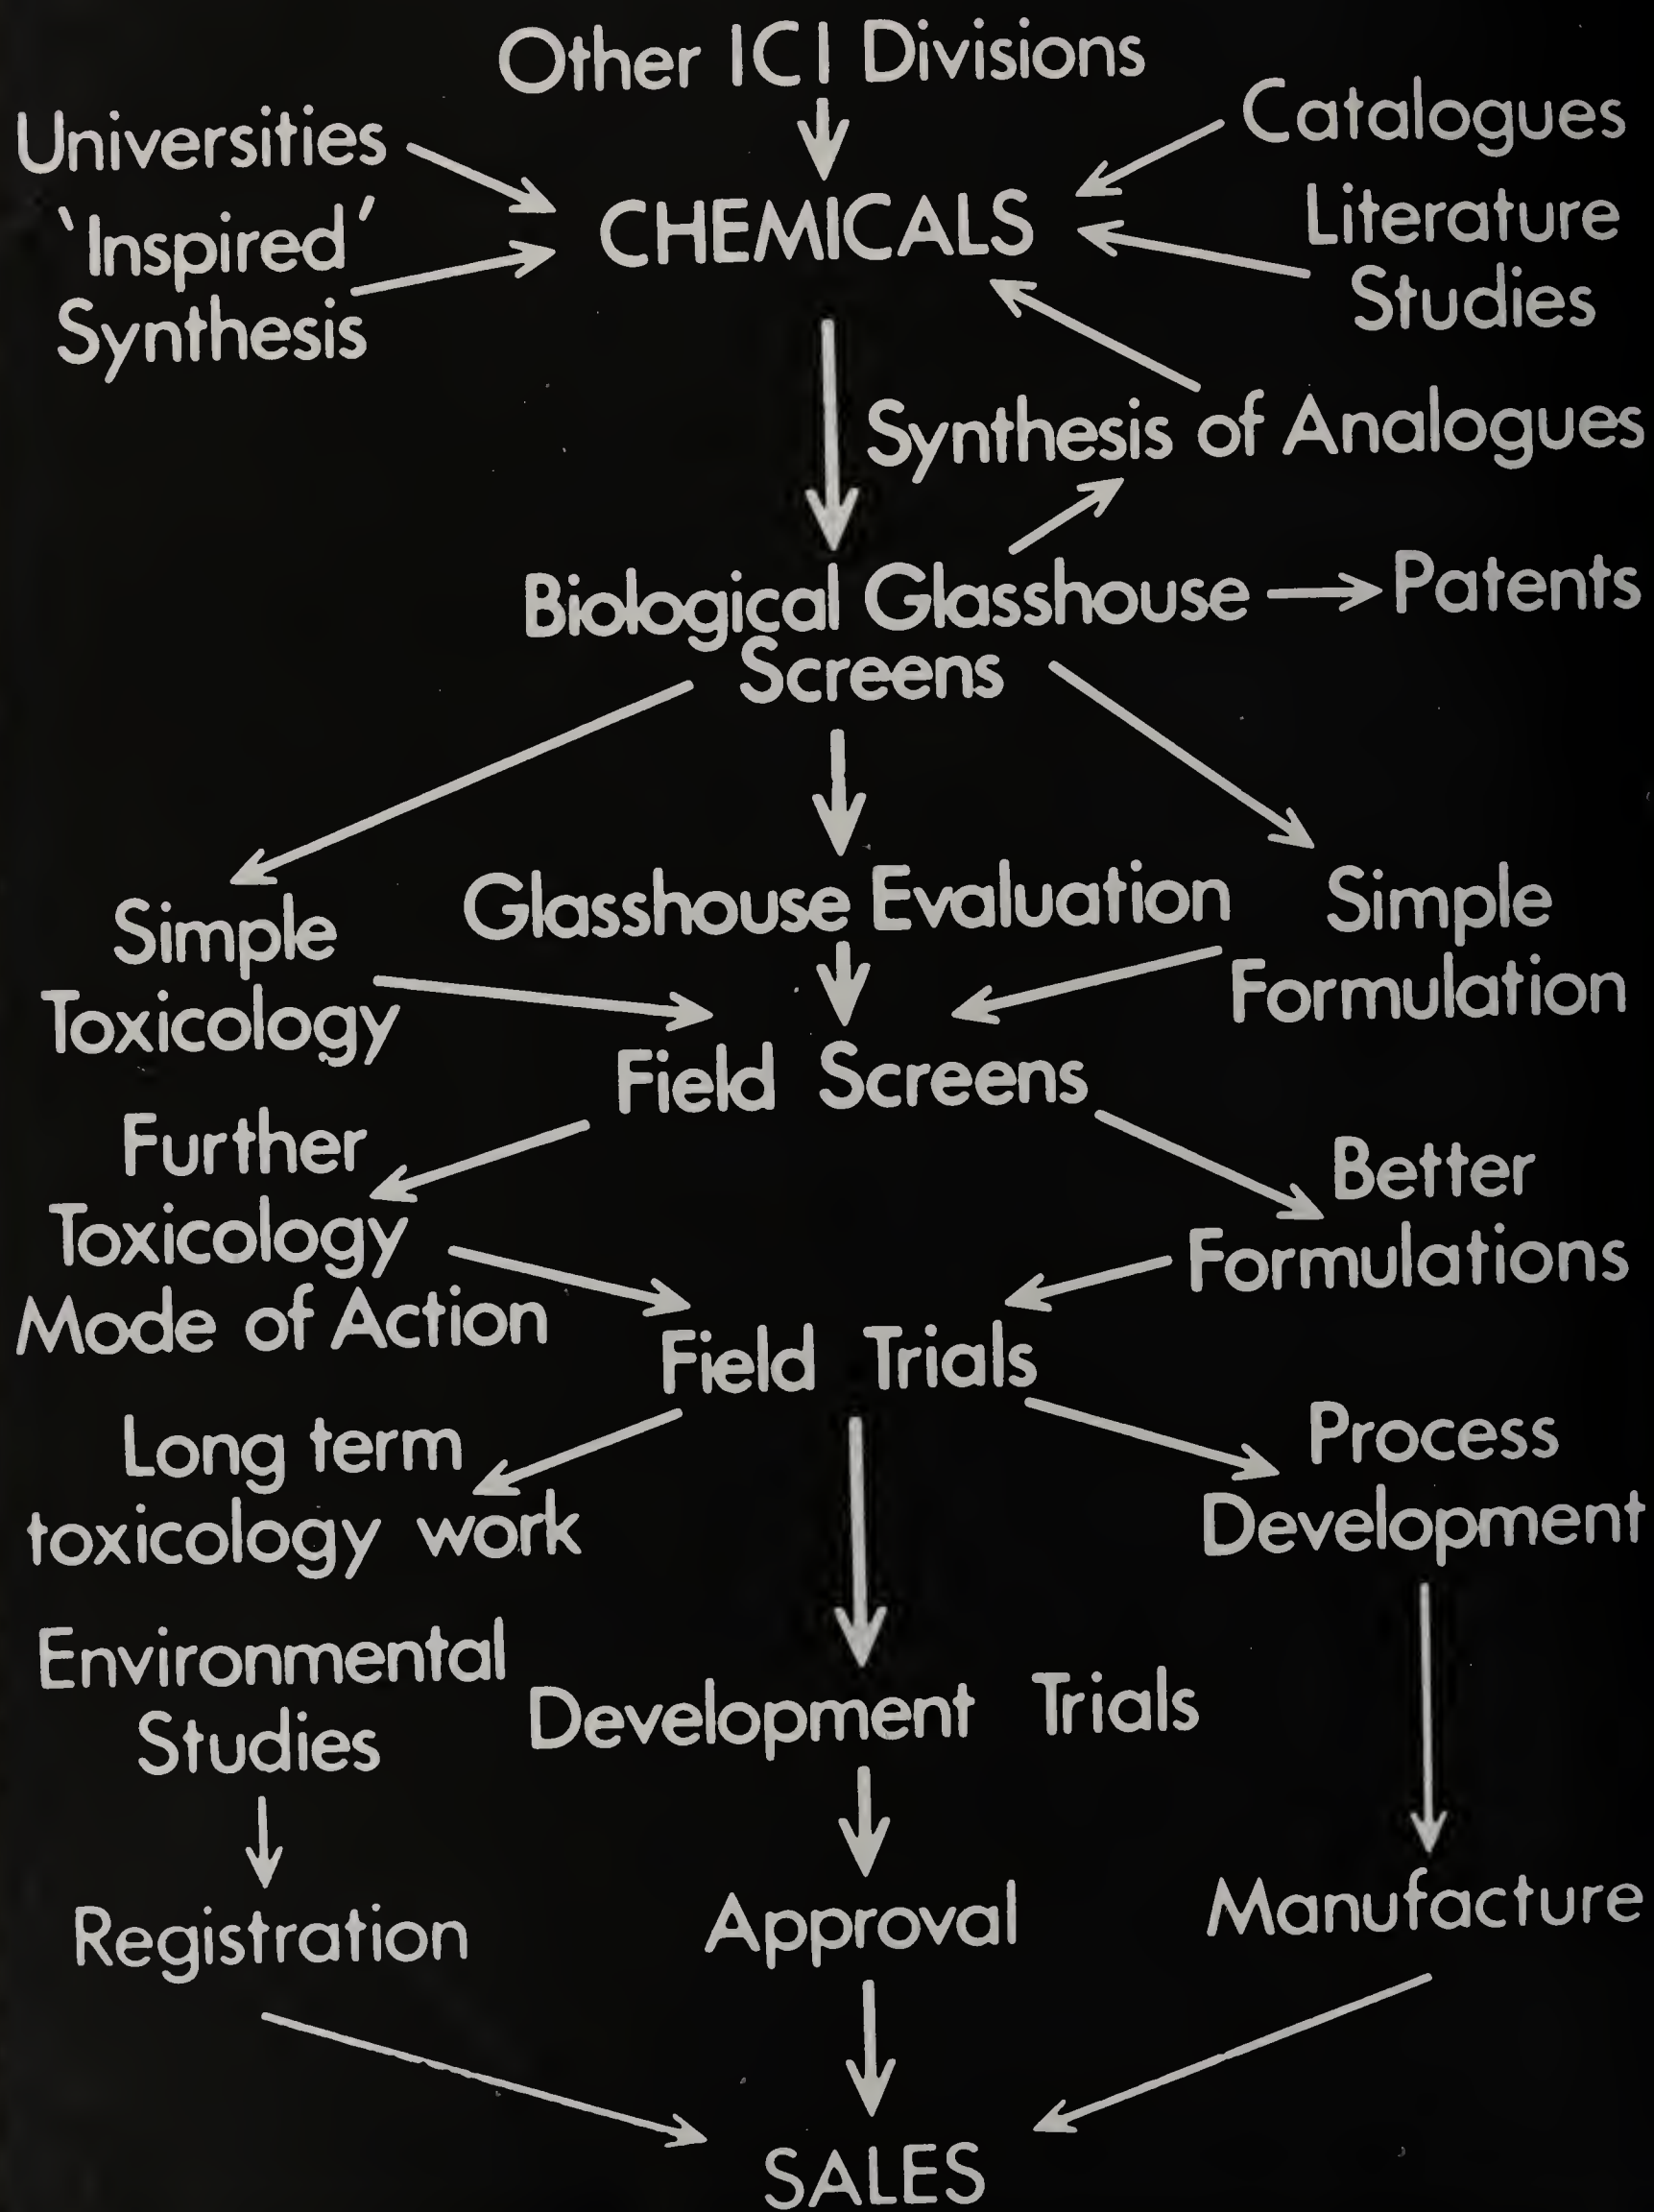 Other ICI Divisions
Universities
Catalogues
'Inspired'
Synthesis
CHEMICALS
Literature
Studies
Synthesis of Analogues
Biological Glasshouse
Screens
Patents
Simple
Toxicology
Glasshouse Evaluation
Simple
Formulation
Field Screens
Further
Toxicology
Mode of Action
Better
Formulations
Field Trials
Long term
toxicology work
Process
Development
Environmental
Studies
Development Trials
Registration
Approval
Manufacture
SALES